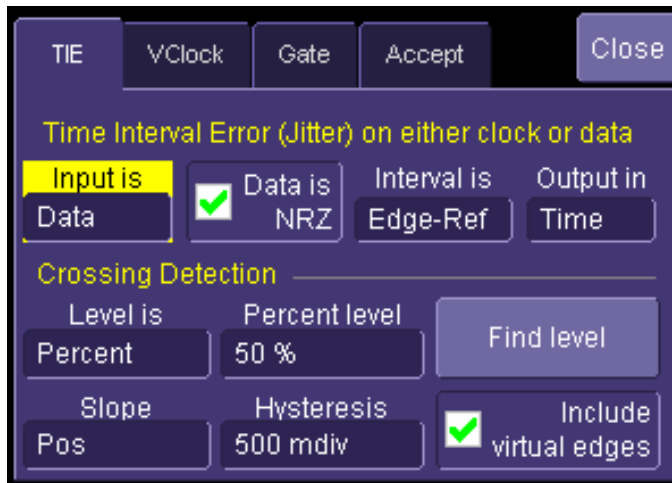 TIE VClock Gate Accept Close
Time Interval Error (Jitter) on either clock or data
Input is
Data
Data is
NRZ
Interval is
Edge-Ref
Output in
Time
Crossing Detection
Level is
Percent
Percent level
50 %
Find level
Slope
Pos
Hysteresis
500 mdiv
Include
virtual edges